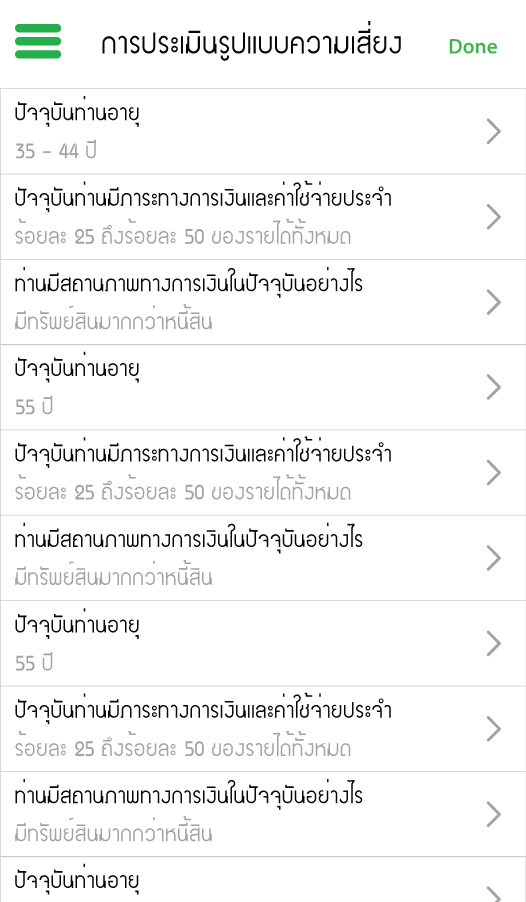 การประเมินรูปแบบความเสี่ยง
Done
ปัจจุบันท่านอายุ
35 - 44 ปี
ปัจจุบันท่านมีภาระทางการเงินและค่าใช้จ่ายประจำ
ร้อยละ 25 ถึงร้อยละ 50 ของรายได้ทั้งหมด
ท่านมีสถานภาพทางการเงินในปัจจุบันอย่างไร
มีทรัพย์สินมากกว่าหนี้สิน
ปัจจุบันท่านอายุ
55 ปี
ปัจจุบันท่านมีภาระทางการเงินและค่าใช้จ่ายประจำ
ร้อยละ 25 ถึงร้อยละ 50 ของรายได้ทั้งหมด
ท่านมีสถานภาพทางการเงินในปัจจุบันอย่างไร
มีทรัพย์สินมากกว่าหนี้สิน
ปัจจุบันท่านอายุ
55 ปี
ปัจจุบันท่านมีภาระทางการเงินและค่าใช้จ่ายประจำ
ร้อยละ 25 ถึงร้อยละ 50 ของรายได้ทั้งหมด
ท่านมีสถานภาพทางการเงินในปัจจุบันอย่างไร
มีทรัพย์สินมากกว่าหนี้สิน
ปัจจุบันท่านอายุ